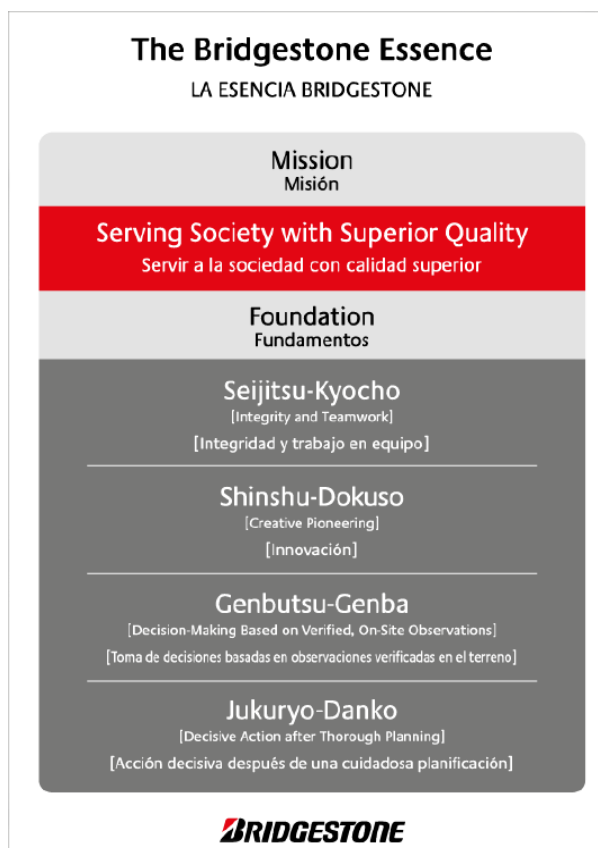 The Bridgestone Essence
LA ESENCIA BRIDGESTONE
Mission
Misión
Serving Society with Superior Quality
Servir a la sociedad con calidad superior
Foundation
Fundamentos
Seijitsu-Kyocho
[Integrity and Teamwork]
[Integridad y trabajo en equipo]
Shinshu-Dokuso
[Creative Pioneering]
[Innovación]
Genbutsu-Genba
[Decision-Making Based on Verified, On-Site Observations]
[Toma de decisiones basadas en observaciones verificadas en el terreno]
Jukuryo-Danko
[Decisive Action after Thorough Planning]
[Acción decisiva después de una cuidadosa planificación]
BRIDGESTONE